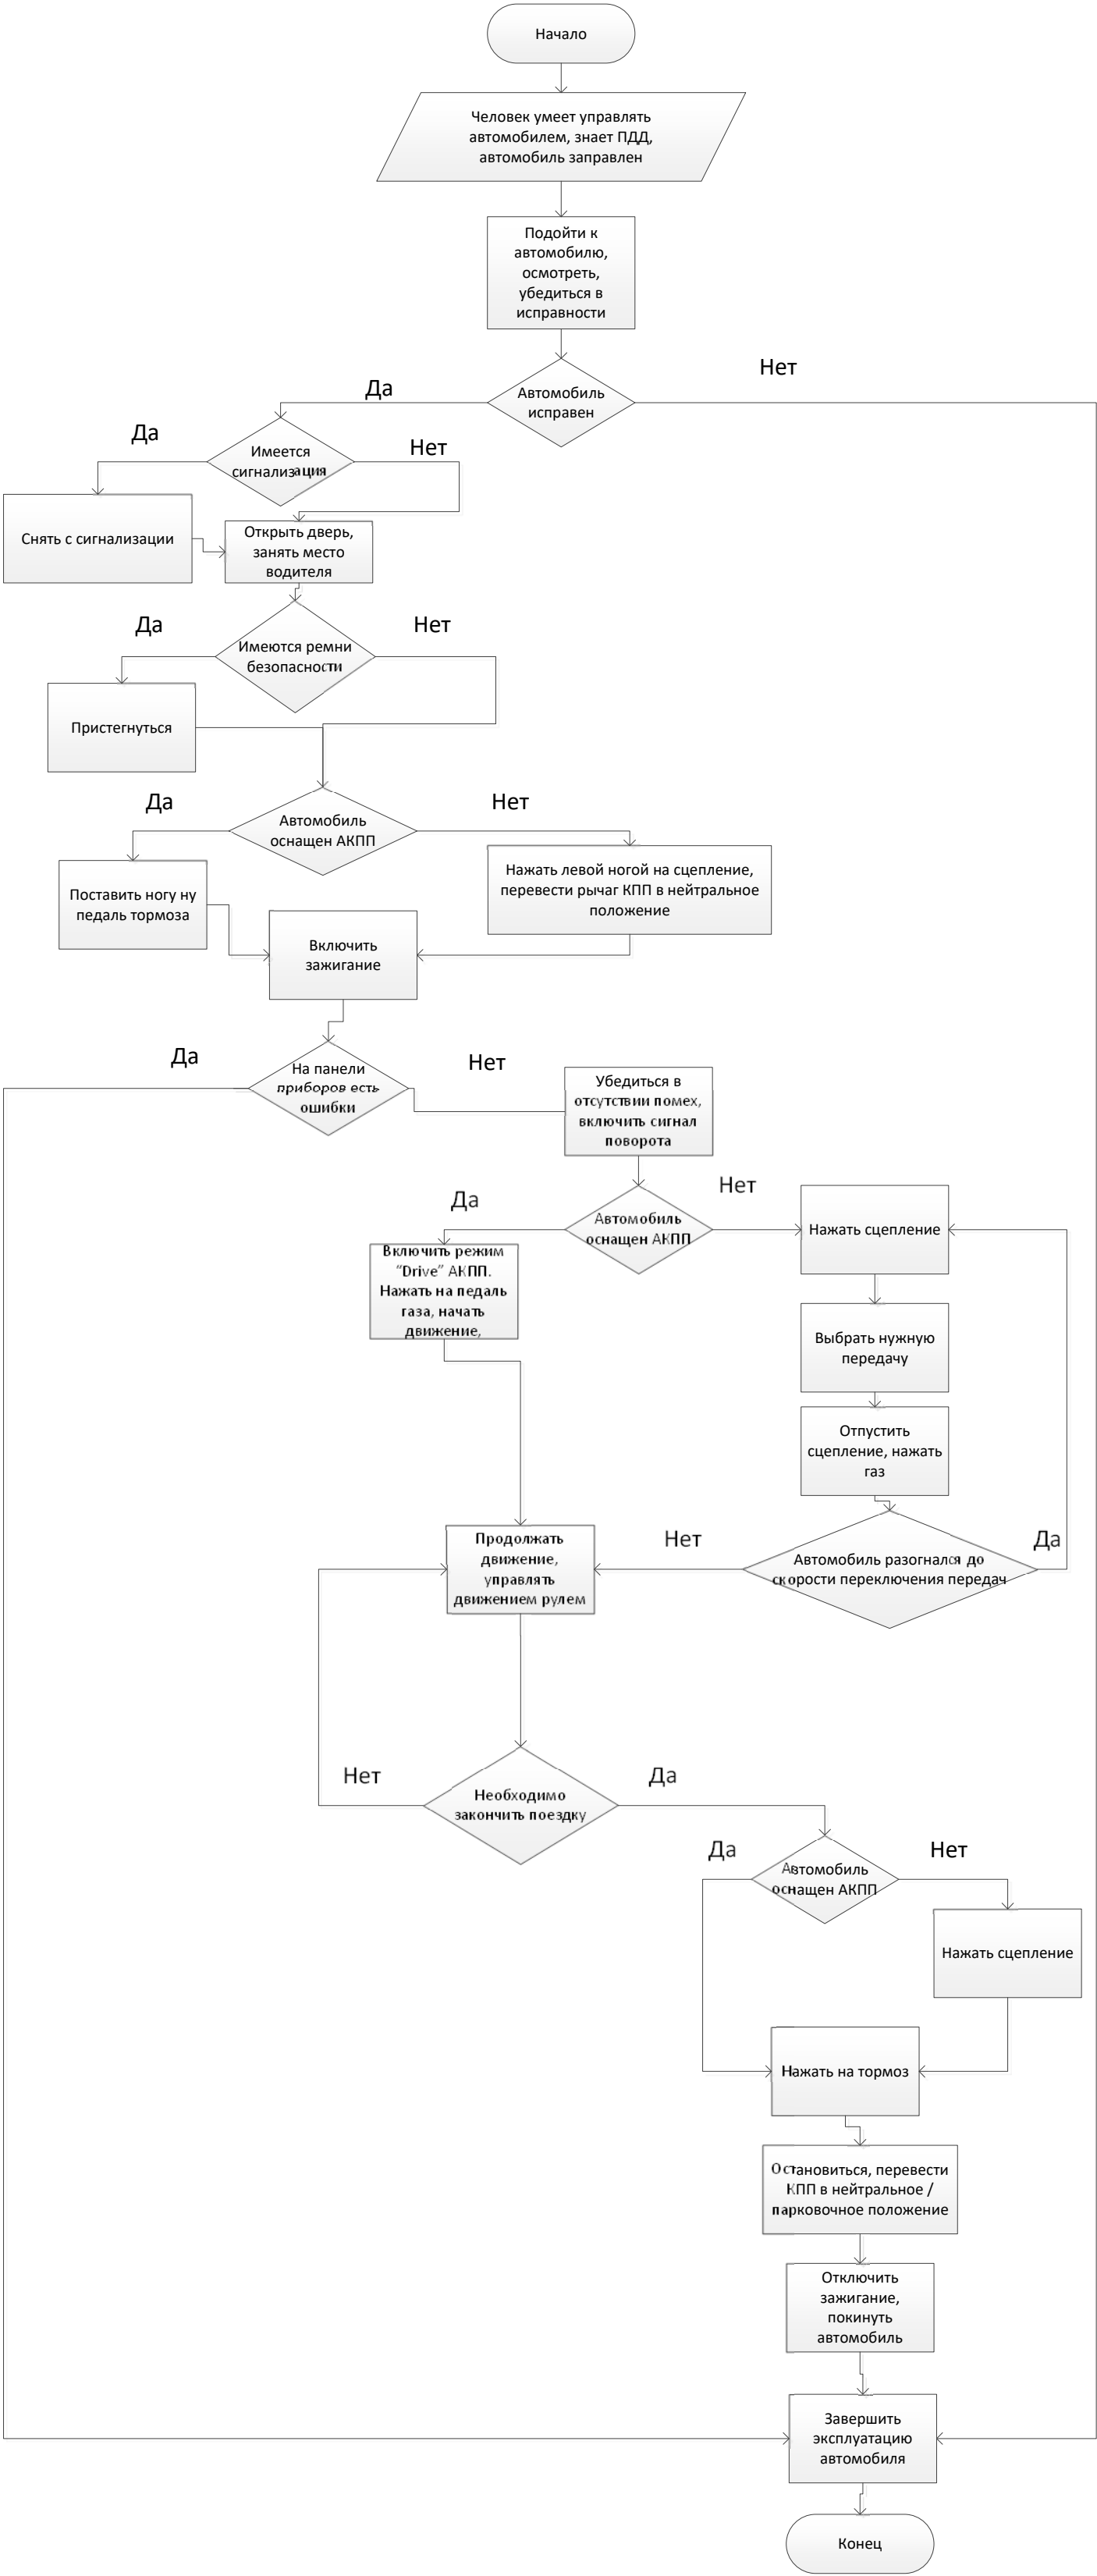 Начало
Человек умеет управлять
автомобилем, знает ПДД,
автомобиль заправлен
Подойти к
автомобилю,
осмотреть,
убедиться в
исправности
Автомобиль
исправен
Да
Нет
Имеется
сигнализация
Да
Нет
Снять с сигнализации
Открыть дверь,
занять место
водителя
Имеются ремни
безопасности
Да
Нет
Пристегнуться
Автомобиль
оснащен АКПП
Да
Нет
Поставить ногу ну
педаль тормоза
Нажать левой ногой на сцепление,
перевести рычаг КПП в нейтральное
положение
Включить
зажигание
На панели
приборов есть
ошибки
Да
Нет
Убедиться в
отсутствии помех,
включить сигнал
поворота
Автомобиль
оснащен АКПП
Да
Нет
Включить режим
“Drive” АКПП.
Нажать на педаль
газа, начать
движение,
Нажать сцепление
Выбрать нужную
передачу
Отпустить
сцепление, нажать
газ
Автомобиль разогнался до
скорости переключения передач
Нет
Да
Продолжать
движение,
управлять
движением рулем
Необходимо
закончить поездку
Нет
Да
Автомобиль
оснащен АКПП
Да
Нет
Нажать сцепление
Нажать на тормоз
Остановиться, перевести
КПП в нейтральное /
парковочное положение
Отключить
зажигание,
покинуть
автомобиль
Завершить
эксплуатацию
автомобиля
Конец